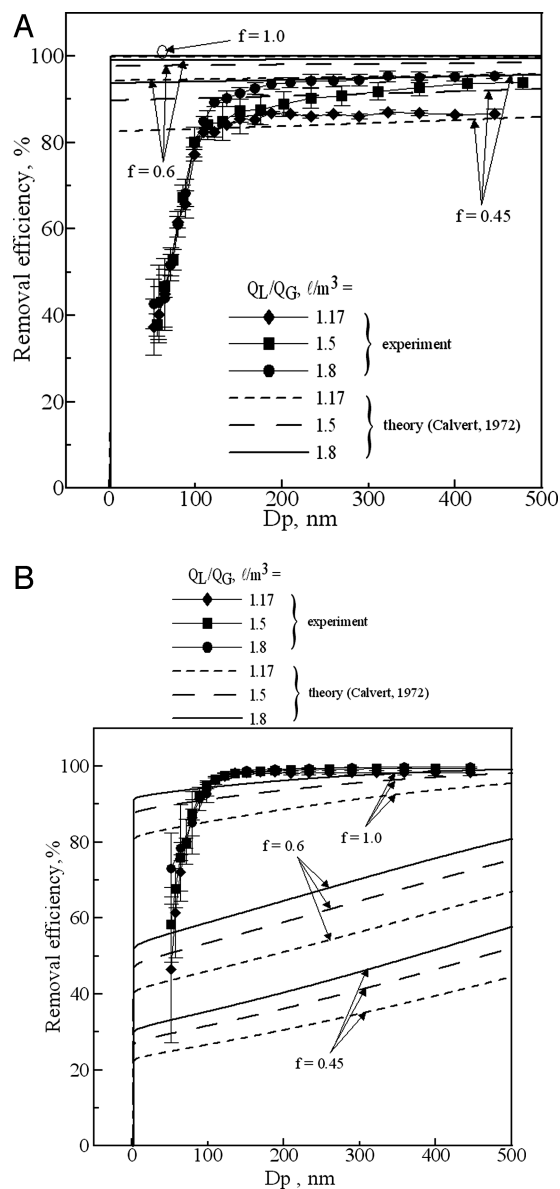 A
f = 1.0
100
80
60
40
20
0
Removal efficiency, %
f = 0.6
f = 0.45
QL/QG, ℓ/m³ =
1.17
1.5
1.8
experiment
1.17
1.5
1.8
theory (Calvert, 1972)
0
100
200
300
400
500
Dp, nm
B
QL/QG, ℓ/m³ =
1.17
1.5
1.8
experiment
1.17
1.5
1.8
theory (Calvert, 1972)
100
80
60
40
20
0
Removal efficiency, %
f = 1.0
f = 0.6
f = 0.45
0
100
200
300
400
500
Dp, nm